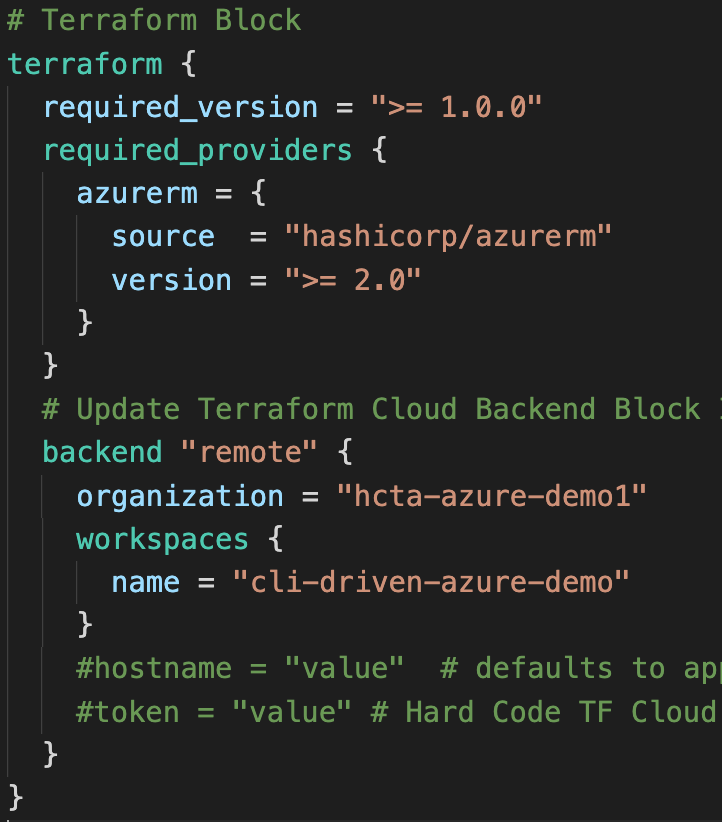 # Terraform Block
terraform {
  required_version = ">= 1.0.0"
  required_providers {
    azurerm = {
      source  = "hashicorp/azurerm"
      version = ">= 2.0"
    }
  }
  # Update Terraform Cloud Backend Block
  backend "remote" {
    organization = "hcta-azure-demo1"
    workspaces {
      name = "cli-driven-azure-demo"
    }
    #hostname = "value"  # defaults to
    #token = "value" # Hard Code TF Cloud
  }
}